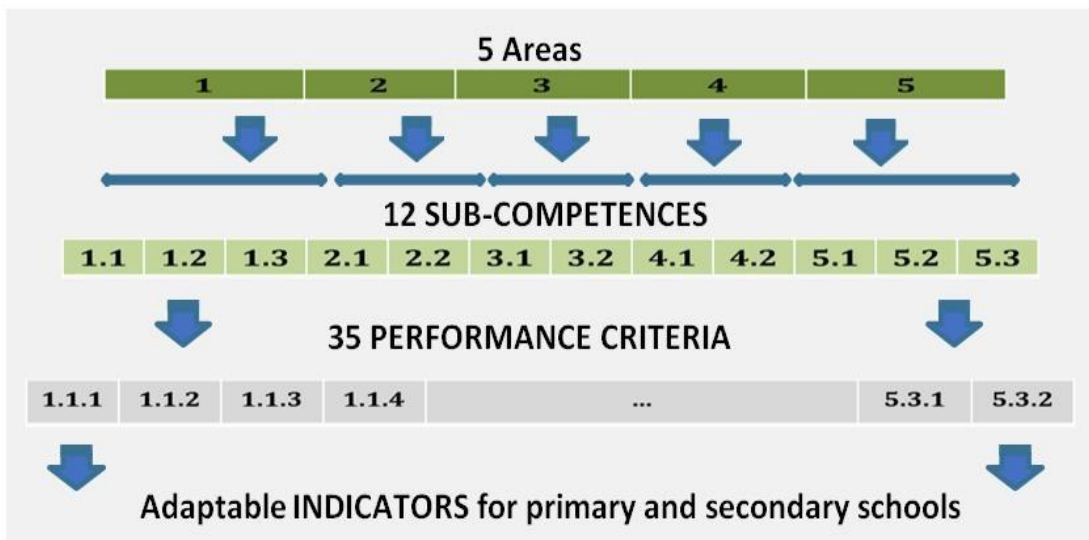 5 Areas
1 2 3 4 5
12 SUB-COMPETENCES
1.1 1.2 1.3 2.1 2.2 3.1 3.2 4.1 4.2 5.1 5.2 5.3
35 PERFORMANCE CRITERIA
1.1.1 1.1.2 1.1.3 1.1.4 ... 5.3.1 5.3.2
Adaptable INDICATORS for primary and secondary schools